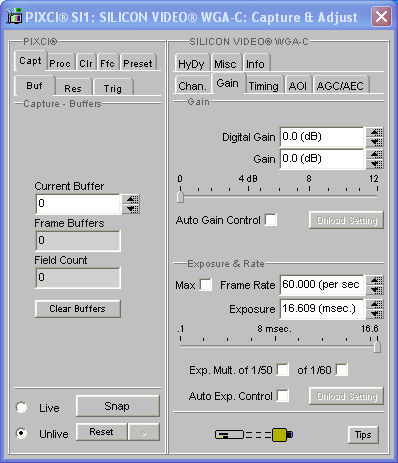 PIXCI® SI1: SILICON VIDEO® WGA-C: Capture & Adjust
PIXCI®
Capt Proc Clr Ffc Preset
Buf Res Trig
Capture - Buffers
Current Buffer
0
Frame Buffers
0
Field Count
0
Clear Buffers
Live
Snap
Unlive
Reset
»
SILICON VIDEO® WGA-C
HyDy Misc Info
Chan. Gain Timing AOI AGC/AEC
Gain
Digital Gain 0.0 (dB)
Gain 0.0 (dB)
0 4 dB 8 12
Auto Gain Control
Unload Setting
Exposure & Rate
Max Frame Rate 60.000 (per sec
Exposure 16.609 (msec.)
.1 8 msec. 16.6
Exp. Mult. of 1/50 of 1/60
Auto Exp. Control
Unload Setting
Tips